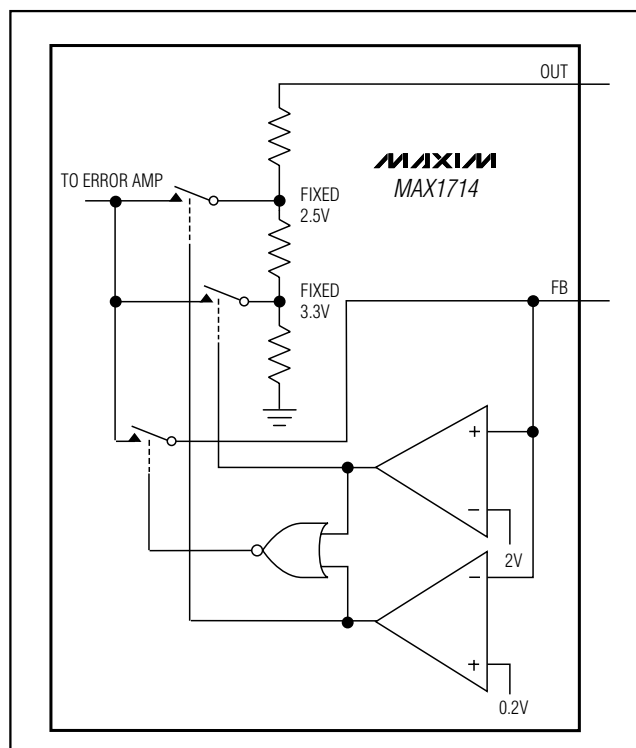 OUT
MAXIM
MAX1714
TO ERROR AMP
FIXED
2.5V
FIXED
3.3V
FB
+
−
2V
−
+
0.2V